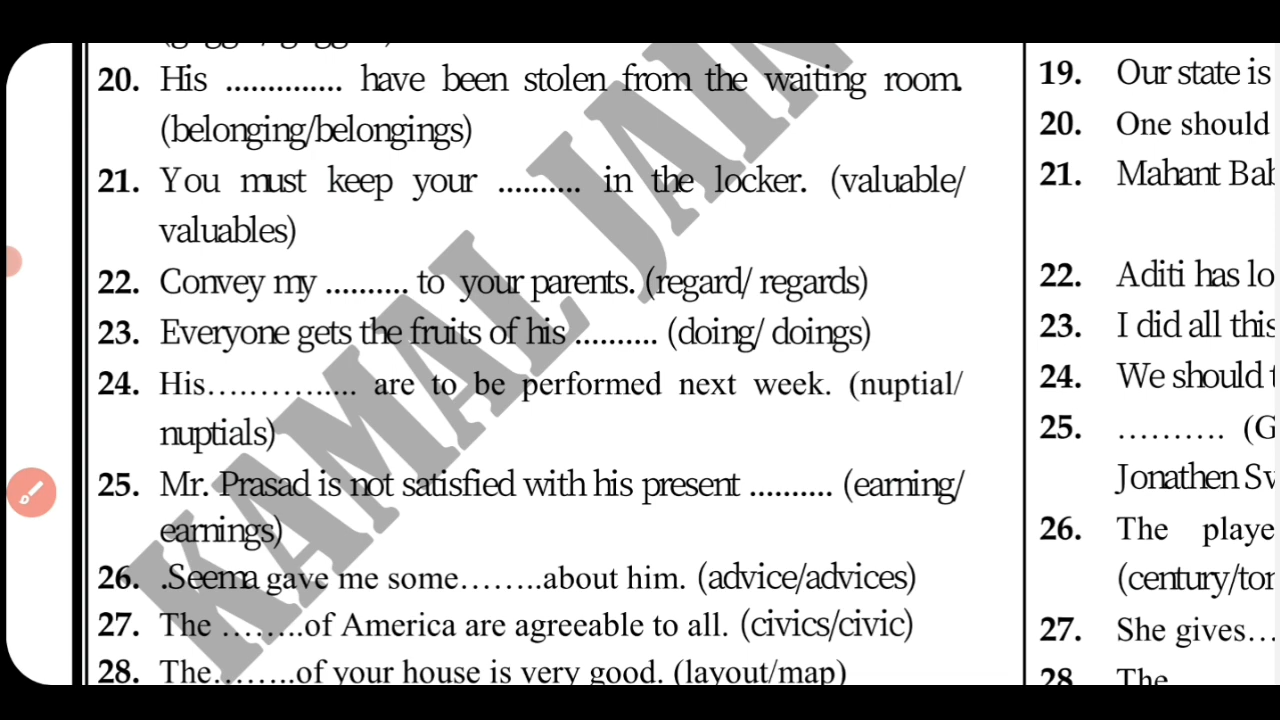 20. His .............. have been stolen from the waiting room.
(belonging/belongings)
21. You must keep your .......... in the locker. (valuable/
valuables)
22. Convey my .......... to your parents. (regard/ regards)
23. Everyone gets the fruits of his .......... (doing/ doings)
24. His…………..... are to be performed next week. (nuptial/
nuptials)
25. Mr. Prasad is not satisfied with his present .......... (earning/
earnings)
26. .Seema gave me some……..about him. (advice/advices)
27. The ……..of America are agreeable to all. (civics/civic)
28. The……..of your house is very good. (layout/map)
KAMAL JAIN
19. Our state is
20. One should
21. Mahant
22. Aditi has
23. I did all this
24. We should
25. ………. (G
Jonathen
26. The
(century/
27. She gives…
28. The